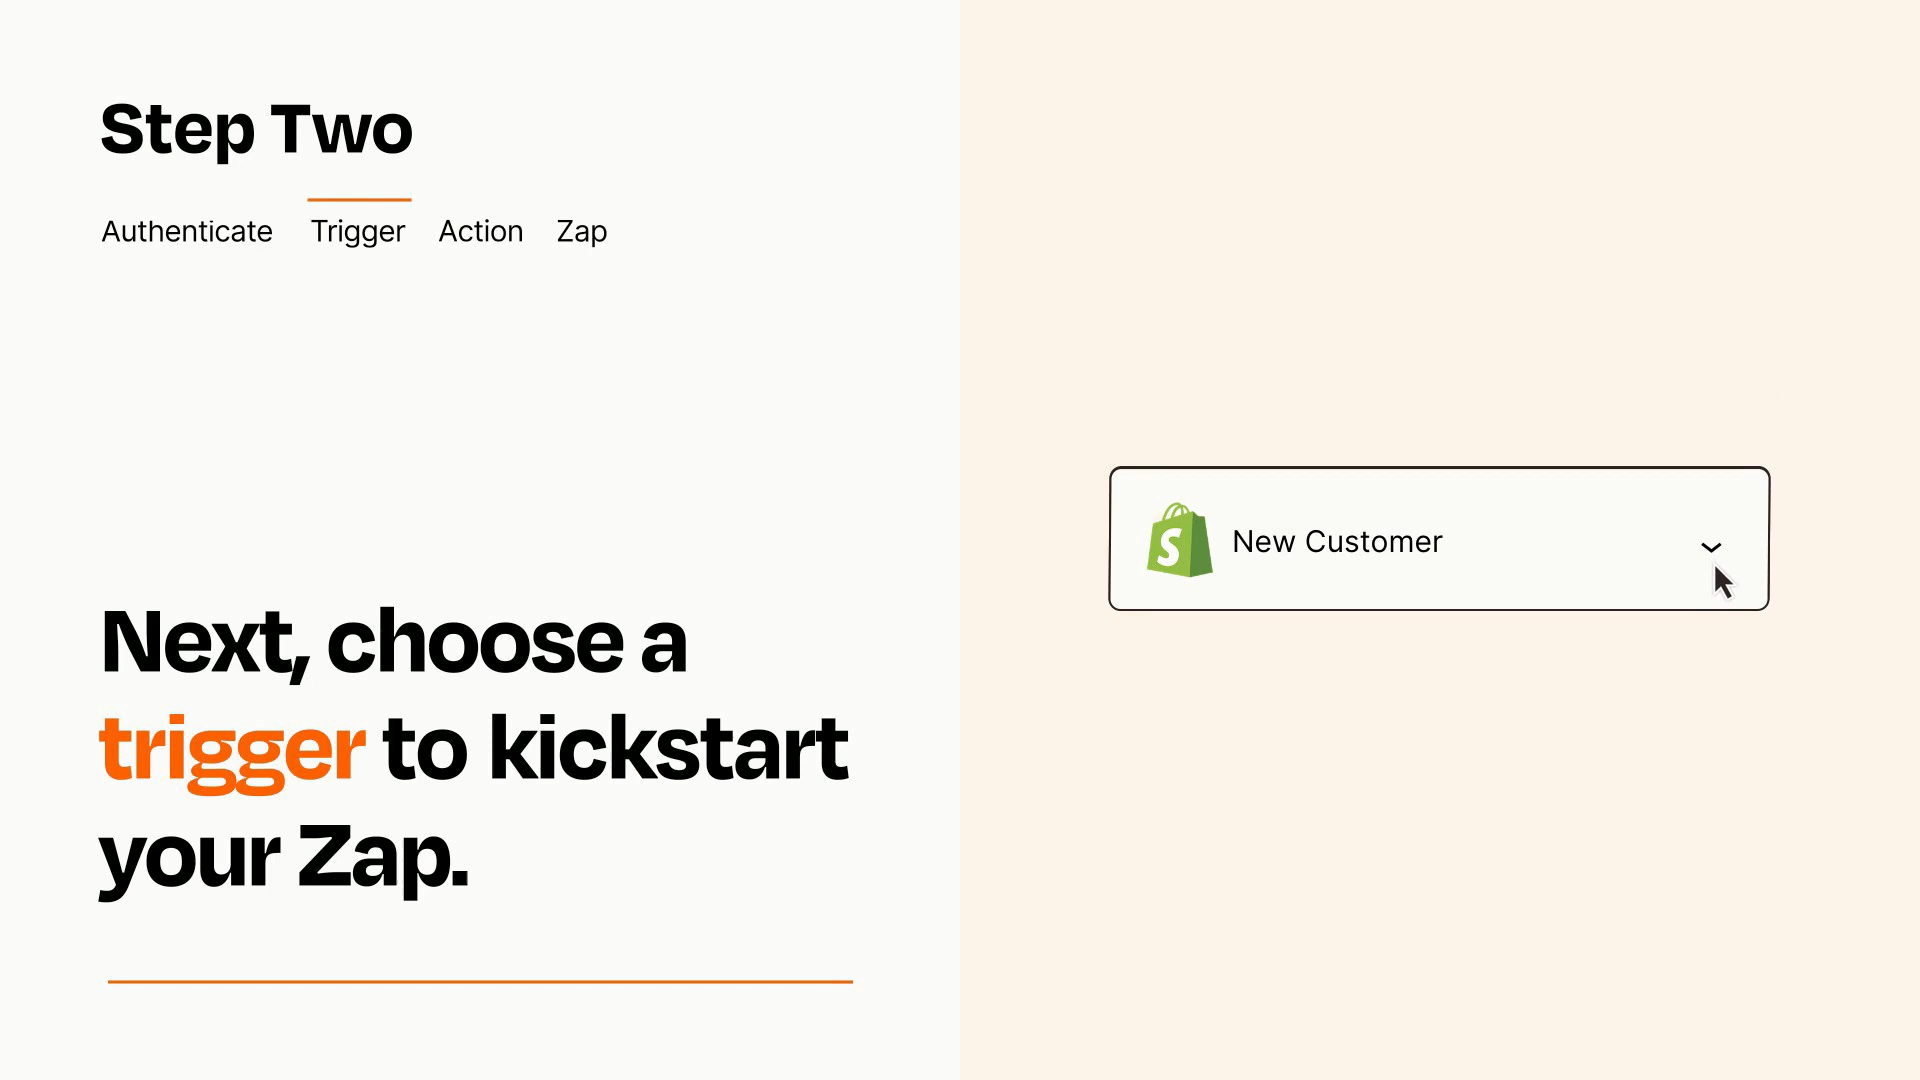 Step Two
Authenticate Trigger Action Zap
Next, choose a
trigger to kickstart
your Zap.
New Customer